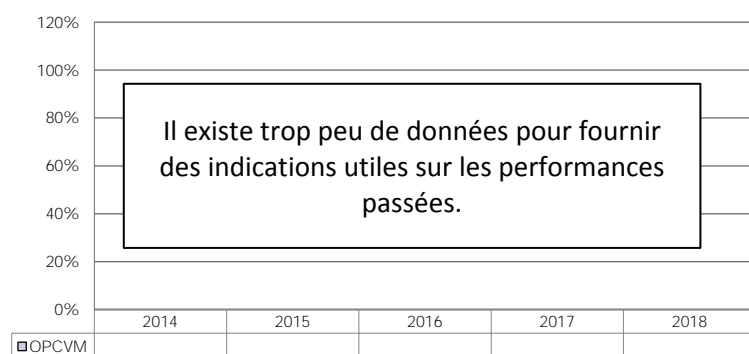 120%
100%
80%
60%
40%
20%
0%
Il existe trop peu de données pour fournir
des indications utiles sur les performances
passées.
2014 2015 2016 2017 2018
OPCVM